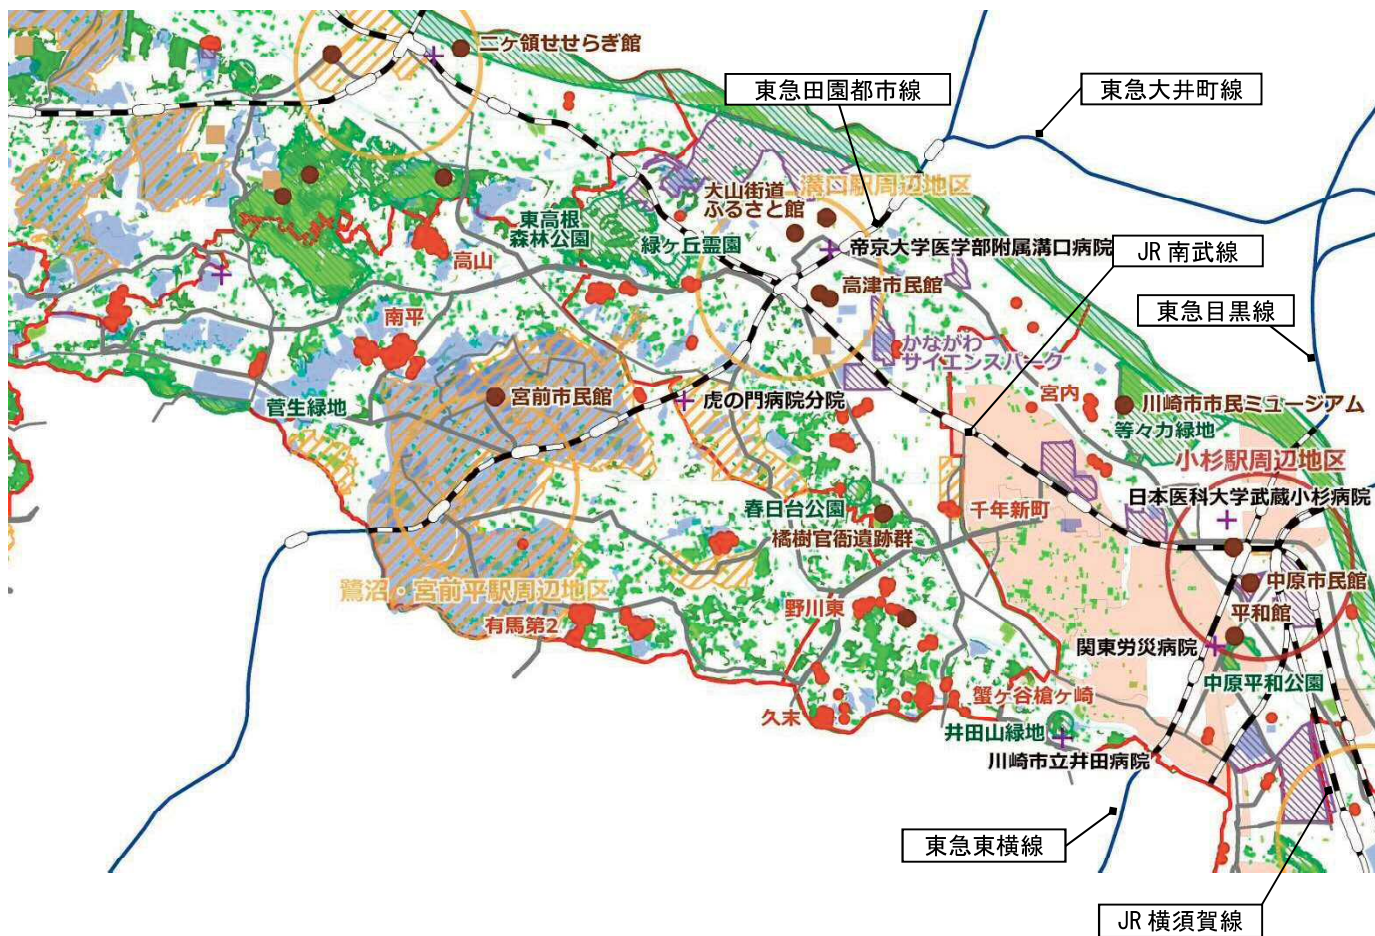 二ヶ領せせらぎ館
東急田園都市線
東急大井町線
大山街道
ふるさと館
溝口駅周辺地区
東高根
森林公園
緑ヶ丘霊園
帝京大学医学部附属溝口病院
JR 南武線
高山
高津市民館
東急目黒線
南平
かながわ
サイエンスパーク
菅生緑地
宮前市民館
虎の門病院分院
宮内
川崎市市民ミュージアム
等々力緑地
小杉駅周辺地区
日本医科大学武蔵小杉病院
春日台公園
千年新町
橘樹官衙遺跡群
鷺沼・宮前平駅周辺地区
中原市民館
有馬第2
野川東
平和館
関東労災病院
中原平和公園
蟹ヶ谷槍ヶ崎
久末
井田山緑地
川崎市立井田病院
東急東横線
JR 横須賀線